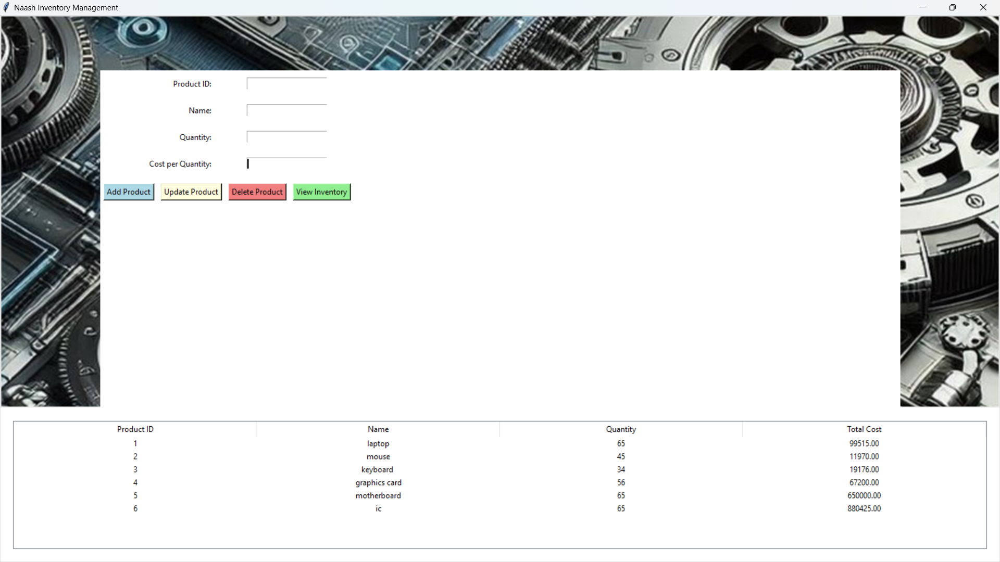 Naash Inventory Management
Product ID:
Name:
Quantity:
Cost per Quantity:
Add Product Update Product Delete Product View Inventory
Product ID Name Quantity Total Cost
1 laptop 65 99515.00
2 mouse 45 11970.00
3 keyboard 34 19176.00
4 graphics card 56 67200.00
5 motherboard 65 650000.00
6 ic 65 880425.00